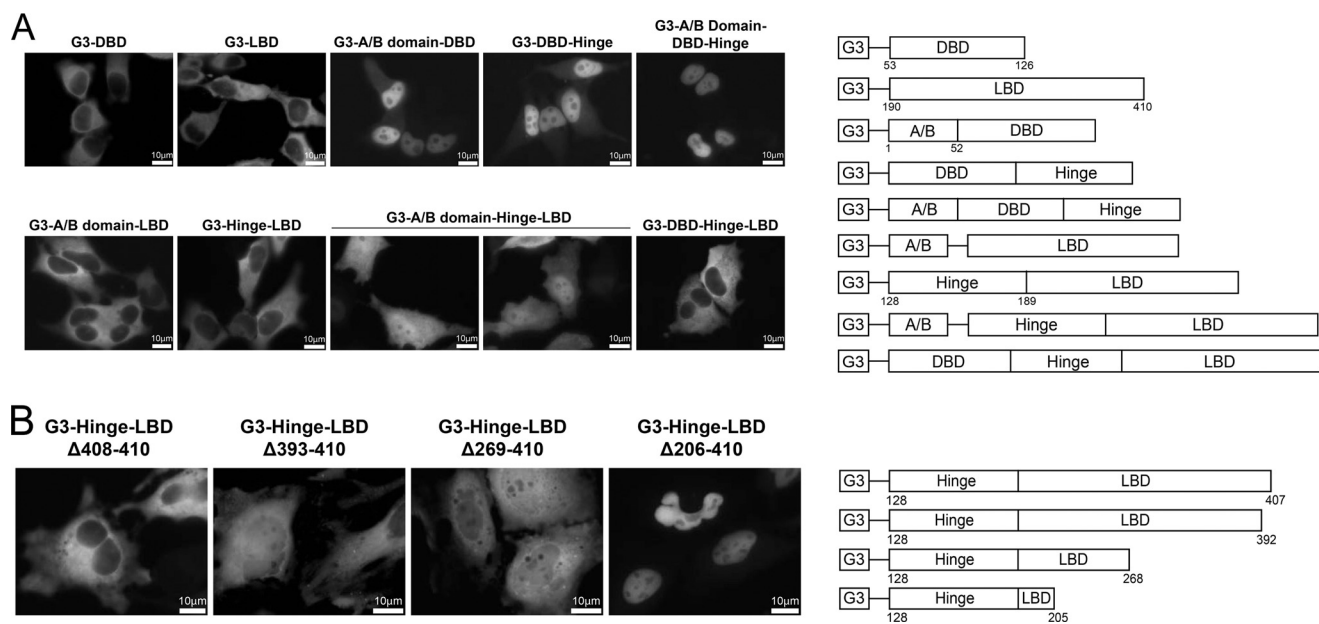 A
G3-DBD
G3-LBD
G3-A/B domain-DBD
G3-DBD-Hinge
G3-A/B Domain-
DBD-Hinge
10μm
10μm
10μm
10μm
10μm
G3-A/B domain-LBD
G3-Hinge-LBD
G3-A/B domain-Hinge-LBD
G3-DBD-Hinge-LBD
10μm
10μm
10μm
10μm
10μm
G3 DBD
53 126
G3 LBD
190 410
G3 A/B DBD
1 52
G3 DBD Hinge
G3 A/B DBD Hinge
G3 A/B LBD
G3 Hinge LBD
128 189
G3 A/B Hinge LBD
G3 DBD Hinge LBD
B
G3-Hinge-LBD
Δ408-410
G3-Hinge-LBD
Δ393-410
G3-Hinge-LBD
Δ269-410
G3-Hinge-LBD
Δ206-410
10μm
10μm
10μm
10μm
G3 Hinge LBD
128 407
G3 Hinge LBD
128 392
G3 Hinge LBD
128 268
G3 Hinge LBD
128 205